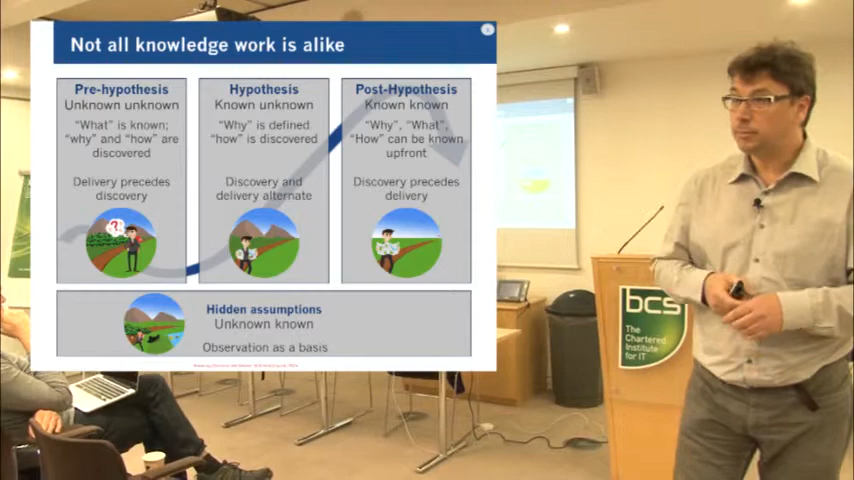 Not all knowledge work is alike
Pre-hypothesis
Unknown unknown
"What" is known;
"why" and "how" are
discovered
Delivery precedes
discovery
?
Hypothesis
Known unknown
"Why" is defined
"how" is discovered
Discovery and
delivery alternate
Post-Hypothesis
Known known
"Why", "What",
"How" can be known
upfront
Discovery precedes
delivery
Hidden assumptions
Unknown known
Observation as a basis
bcs
The
Chartered
Institute
for IT